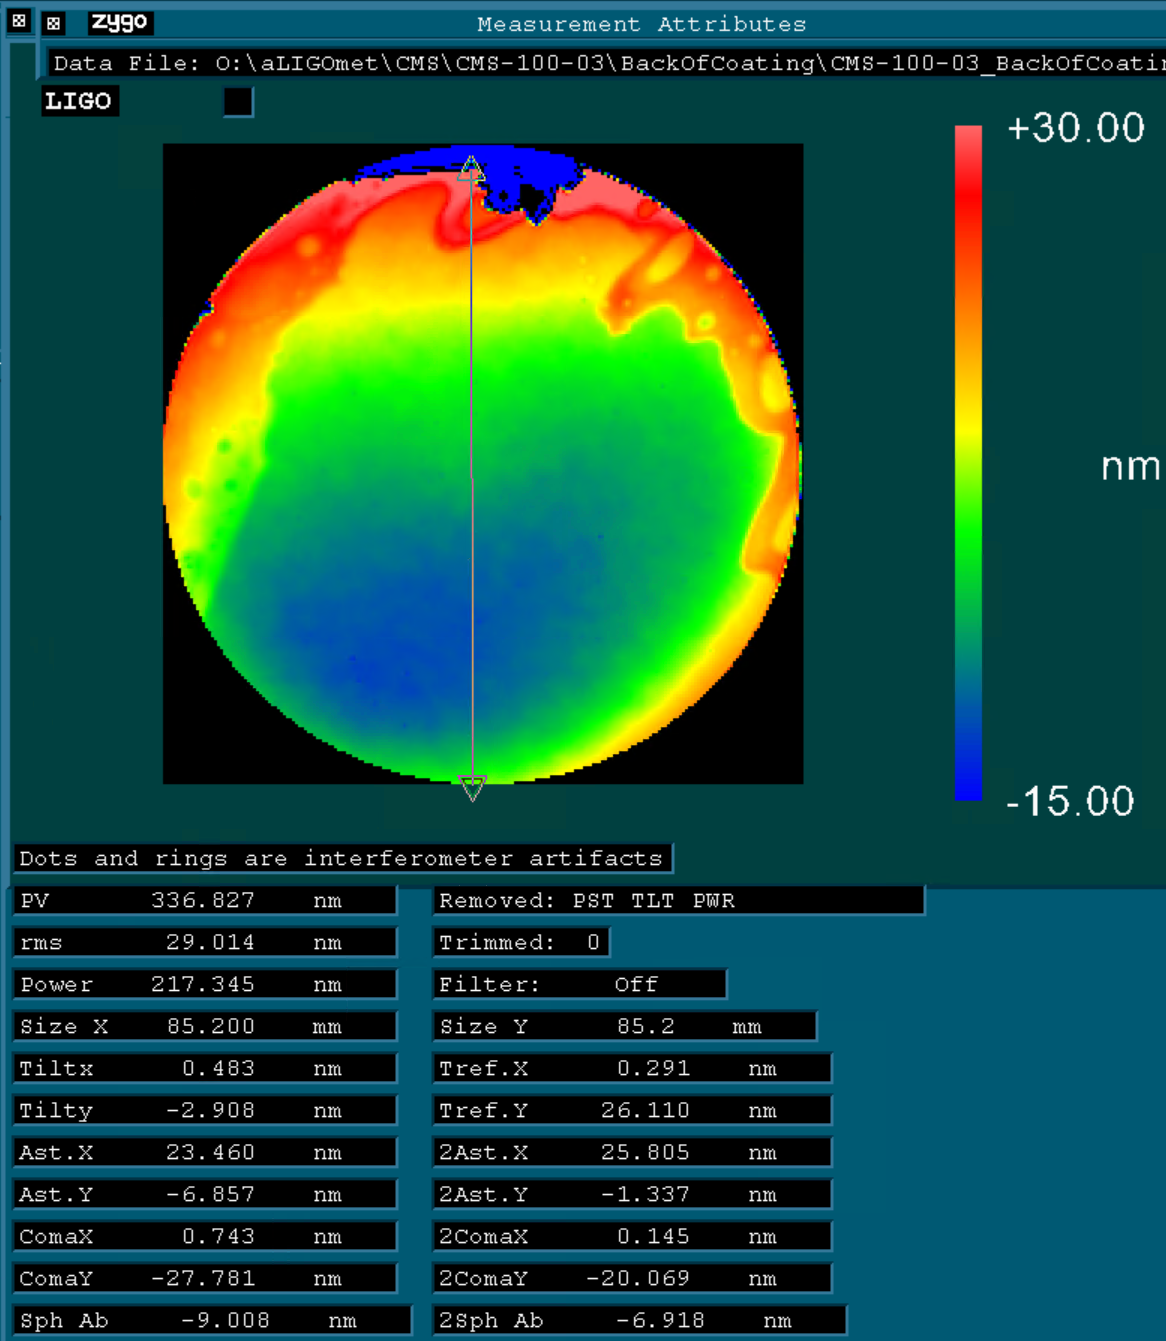 zygo Measurement Attributes
Data File: O:\aLIGOmet\CMS\CMS-100-03\BackOfCoating\CMS-100-03_BackOfCoatin
LIGO
+30.00
nm
-15.00
Dots and rings are interferometer artifacts
PV 336.827 nm Removed: PST TLT PWR
rms 29.014 nm Trimmed: 0
Power 217.345 nm Filter: Off
Size X 85.200 mm Size Y 85.2 mm
Tiltx 0.483 nm Tref.X 0.291 nm
Tilty -2.908 nm Tref.Y 26.110 nm
Ast.X 23.460 nm 2Ast.X 25.805 nm
Ast.Y -6.857 nm 2Ast.Y -1.337 nm
ComaX 0.743 nm 2ComaX 0.145 nm
ComaY -27.781 nm 2ComaY -20.069 nm
Sph Ab -9.008 nm 2Sph Ab -6.918 nm